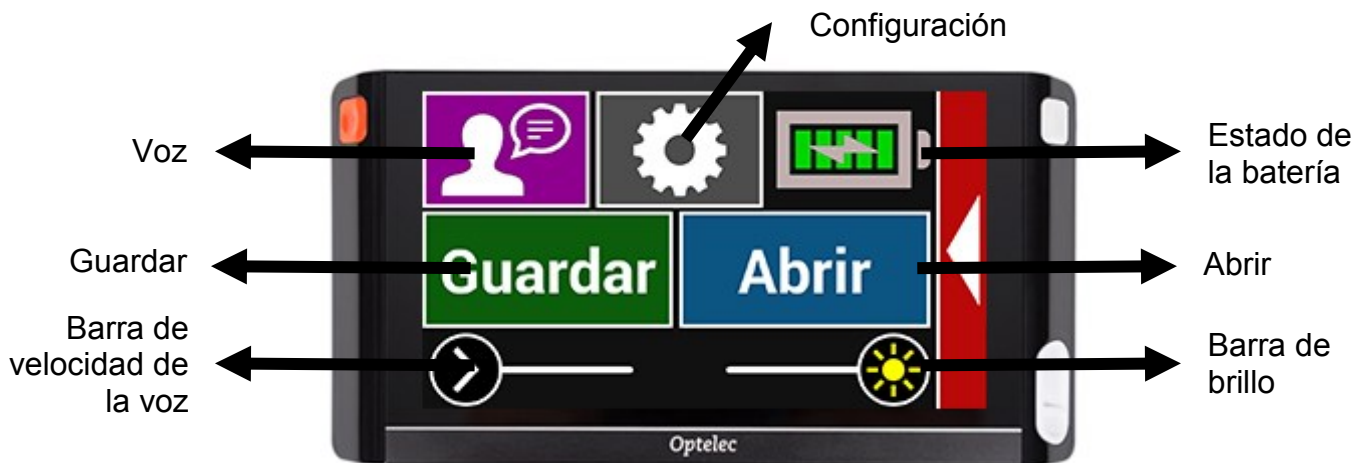 Configuración
Voz
Estado de
la batería
Guardar
Guardar
Abrir
Abrir
Barra de
velocidad de
la voz
Barra de
brillo
Optelec